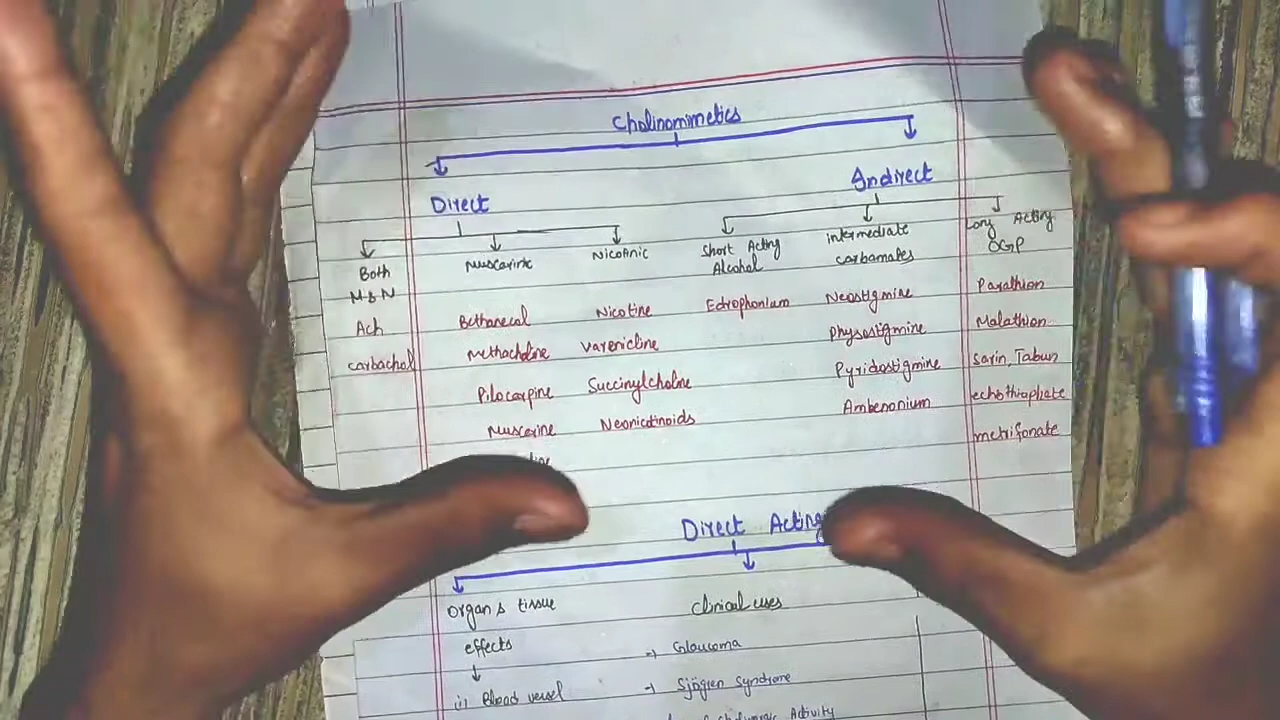 Cholinomimetics
Direct
Indirect
Both
M & N
Muscarinic
Nicotinic
Short Acting
Alcohol
intermediate
carbamates
Long Acting
OGP
Ach
carbachol
Bethanecol
Methacholine
Pilocarpine
Muscarine
Nicotine
varenicline
Succinylcholine
Neonicotinoids
Edrophonium
Neostigmine
Physostigmine
Pyridostigmine
Ambenonium
Parathion
Malathion
Sarin, Tabun
echothiophate
metrifonate
Direct Acting
organs tissue
effects
i) Blood vessel
Clinical uses
→ Glaucoma
→ Sjögren Syndrome
Activity